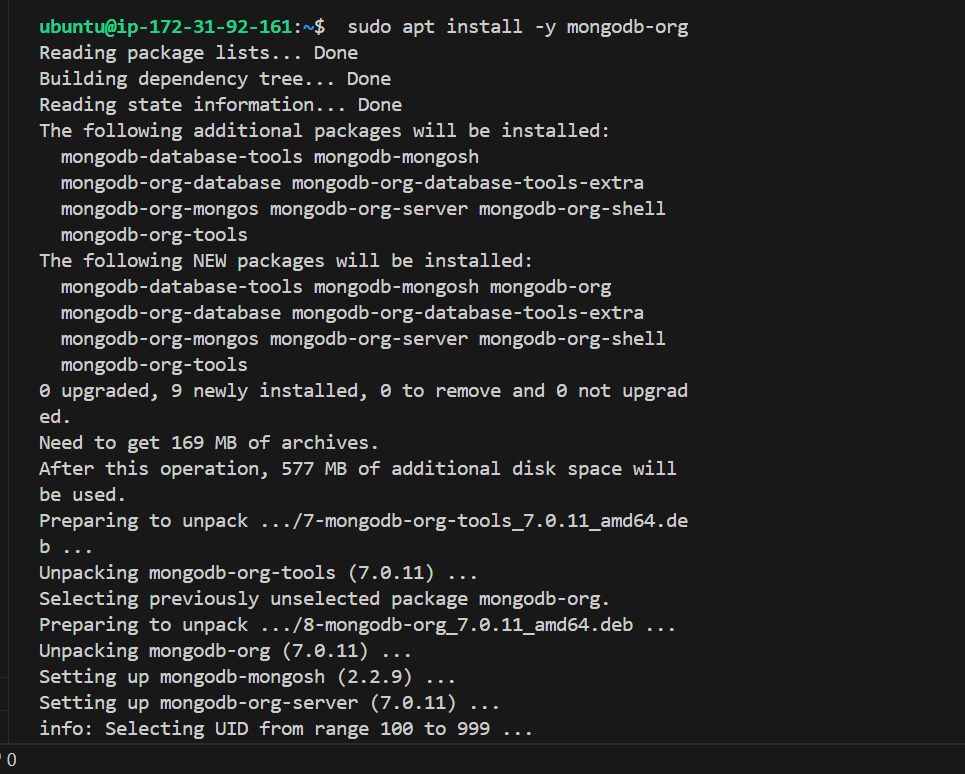 ubuntu@ip-172-31-92-161:~$  sudo apt install -y mongodb-org
Reading package lists... Done
Building dependency tree... Done
Reading state information... Done
The following additional packages will be installed:
  mongodb-database-tools mongodb-mongosh
  mongodb-org-database mongodb-org-database-tools-extra
  mongodb-org-mongos mongodb-org-server mongodb-org-shell
  mongodb-org-tools
The following NEW packages will be installed:
  mongodb-database-tools mongodb-mongosh mongodb-org
  mongodb-org-database mongodb-org-database-tools-extra
  mongodb-org-mongos mongodb-org-server mongodb-org-shell
  mongodb-org-tools
0 upgraded, 9 newly installed, 0 to remove and 0 not upgrad
ed.
Need to get 169 MB of archives.
After this operation, 577 MB of additional disk space will
be used.
Preparing to unpack .../7-mongodb-org-tools_7.0.11_amd64.de
b ...
Unpacking mongodb-org-tools (7.0.11) ...
Selecting previously unselected package mongodb-org.
Preparing to unpack .../8-mongodb-org_7.0.11_amd64.deb ...
Unpacking mongodb-org (7.0.11) ...
Setting up mongodb-mongosh (2.2.9) ...
Setting up mongodb-org-server (7.0.11) ...
info: Selecting UID from range 100 to 999 ...
0